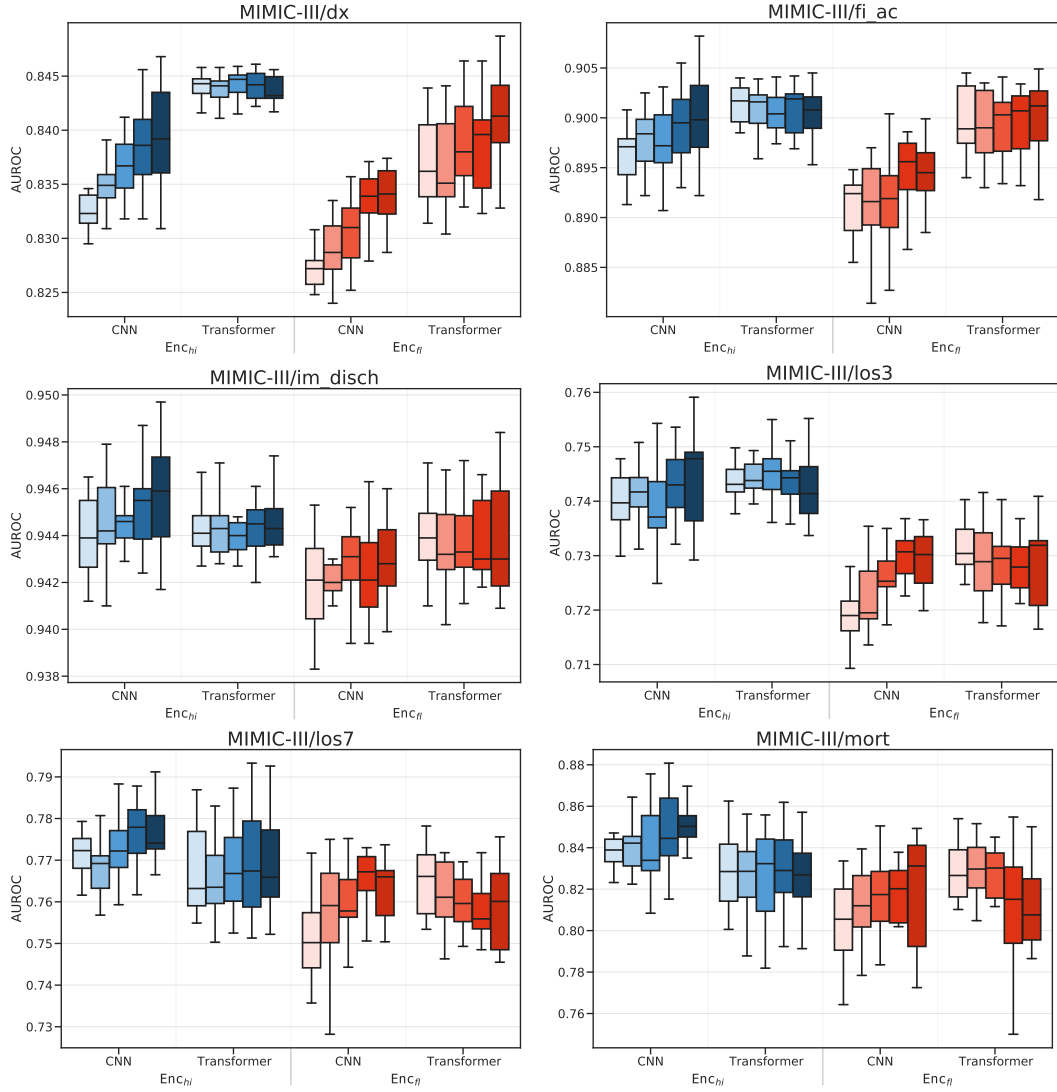 MIMIC-III/dx
AUROC
0.845
0.840
0.835
0.830
0.825
CNN
Transformer
CNN
Transformer
Enc_hi
Enc_fl
MIMIC-III/fi_ac
AUROC
0.905
0.900
0.895
0.890
0.885
CNN
Transformer
CNN
Transformer
Enc_hi
Enc_fl
MIMIC-III/im_disch
AUROC
0.950
0.948
0.946
0.944
0.942
0.940
0.938
CNN
Transformer
CNN
Transformer
Enc_hi
Enc_fl
MIMIC-III/los3
AUROC
0.76
0.75
0.74
0.73
0.72
0.71
CNN
Transformer
CNN
Transformer
Enc_hi
Enc_fl
MIMIC-III/los7
AUROC
0.79
0.78
0.77
0.76
0.75
0.74
0.73
CNN
Transformer
CNN
Transformer
Enc_hi
Enc_fl
MIMIC-III/mort
AUROC
0.88
0.86
0.84
0.82
0.80
0.78
0.76
CNN
Transformer
CNN
Transformer
Enc_hi
Enc_fl